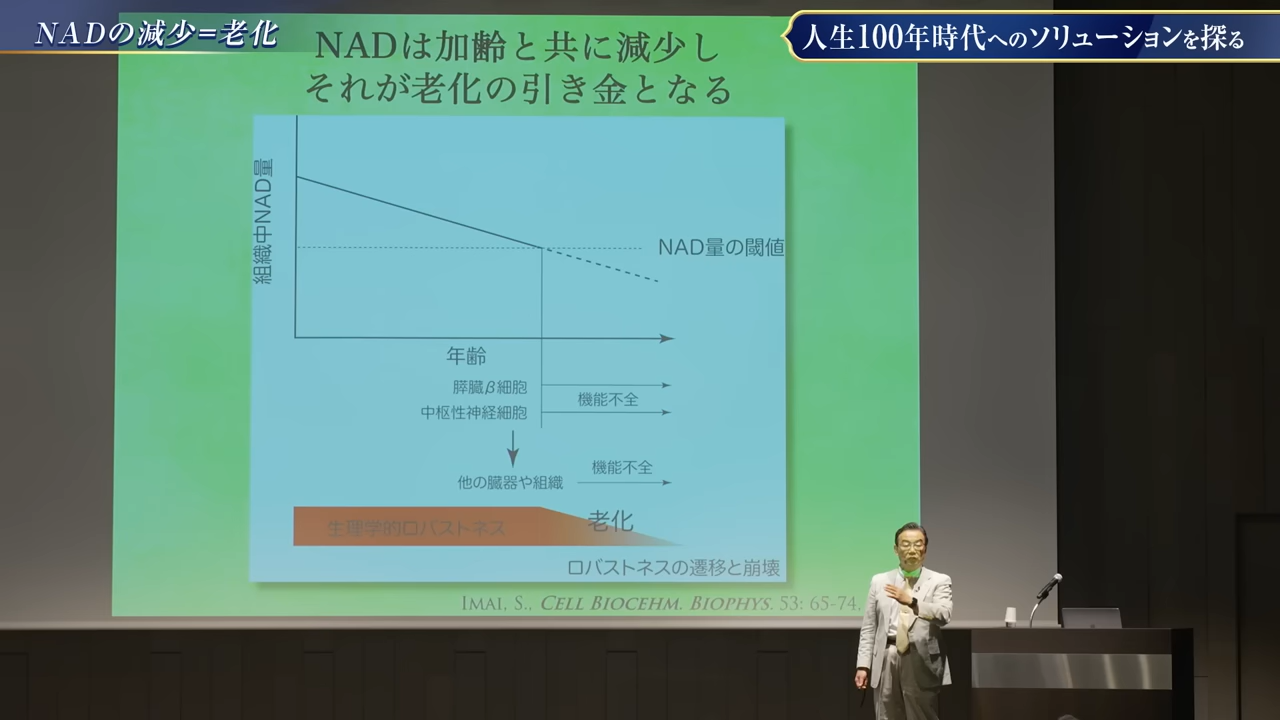 NADの減少=老化
人生100年時代へのソリューションを探る
NADは加齢と共に減少し
それが老化の引き金となる
組織中NAD量
NAD量の閾値
年齢
膵臓β細胞
機能不全
中枢性神経細胞
機能不全
他の臓器や組織
生理学的ロバストネス
老化
ロバストネスの遷移と崩壊
IMAI, S., CELL BIOCEHM. BIOPHYS. 53: 65-74,